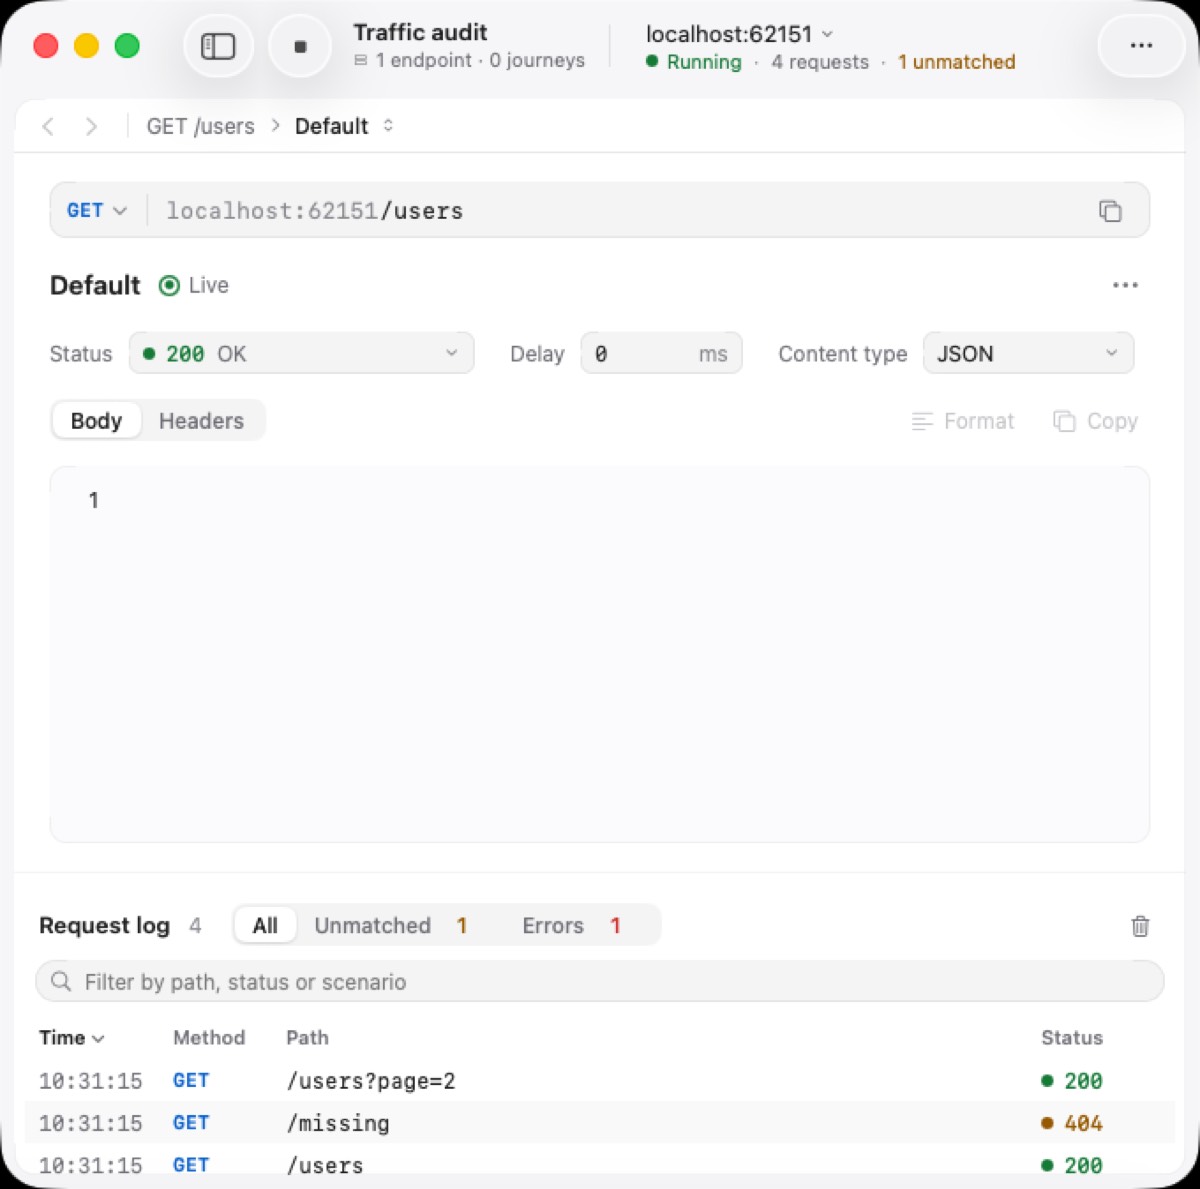 Traffic audit
1 endpoint · 0 journeys
localhost:62151
Running · 4 requests · 1 unmatched
GET /users > Default
GET localhost:62151/users
Default Live
Status 200 OK Delay 0 ms Content type JSON
Body Headers Format Copy
1
Request log 4 All Unmatched 1 Errors 1
Filter by path, status or scenario
Time Method Path Status
10:31:15 GET /users?page=2 200
10:31:15 GET /missing 404
10:31:15 GET /users 200